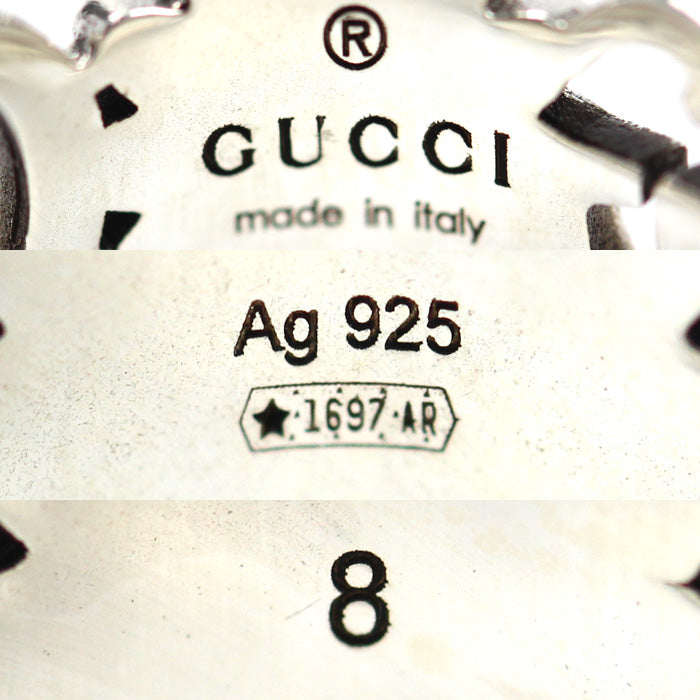 ®
GUCCI
made in italy
Ag 925
★·1697·AR
8